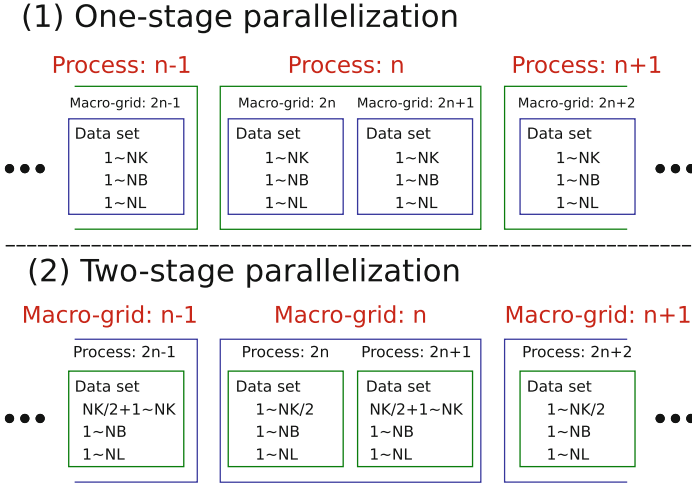 (1) One-stage parallelization
Process: n-1 Process: n Process: n+1
Macro-grid: 2n-1 Macro-grid: 2n Macro-grid: 2n+1 Macro-grid: 2n+2
Data set Data set Data set Data set
1~NK 1~NK 1~NK 1~NK
1~NB 1~NB 1~NB 1~NB
1~NL 1~NL 1~NL 1~NL
(2) Two-stage parallelization
Macro-grid: n-1 Macro-grid: n Macro-grid: n+1
Process: 2n-1 Process: 2n Process: 2n+1 Process: 2n+2
Data set Data set Data set Data set
NK/2+1~NK 1~NK/2 NK/2+1~NK 1~NK/2
1~NB 1~NB 1~NB 1~NB
1~NL 1~NL 1~NL 1~NL